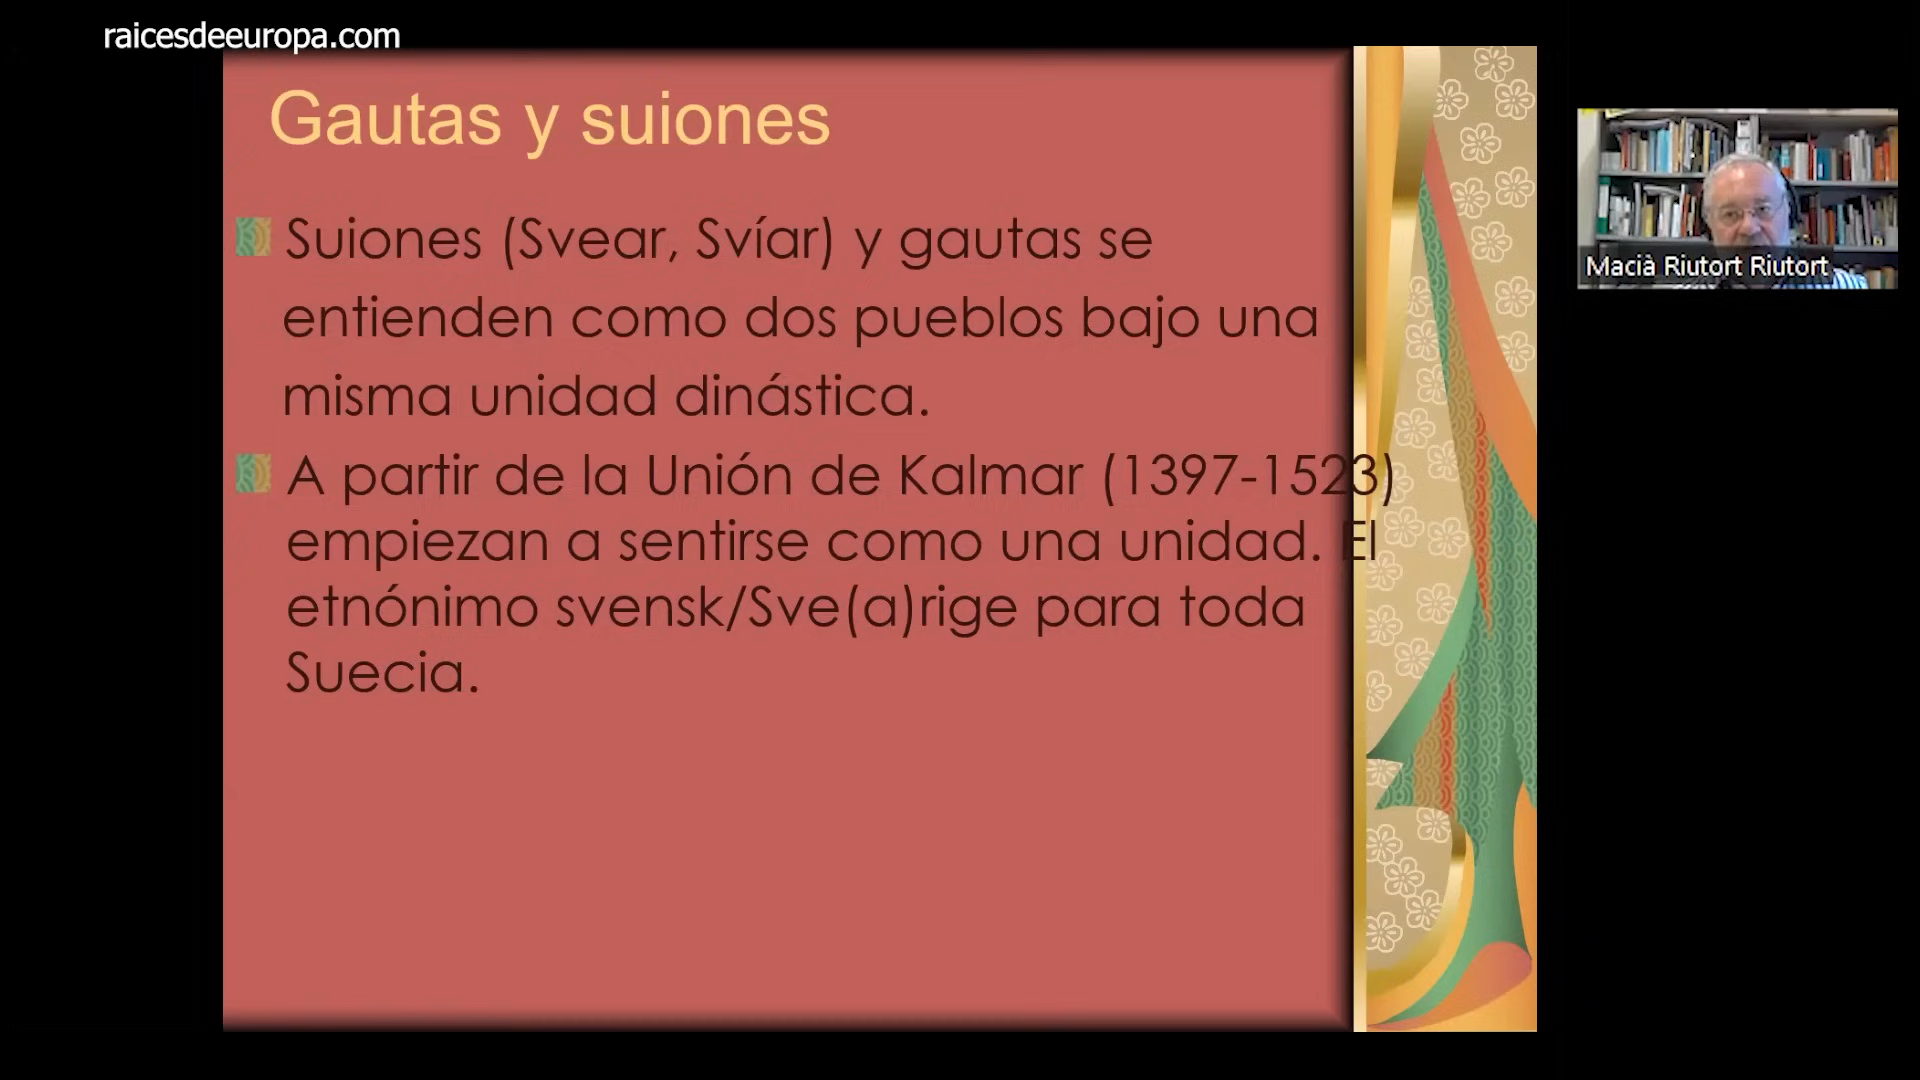 raicesdeeuropa.com
Gautas y suiones
Suiones (Svear, Svíar) y gautas se
entienden como dos pueblos bajo una
misma unidad dinástica.
A partir de la Unión de Kalmar (1397-1523)
empiezan a sentirse como una unidad. El
etnónimo svensk/Sve(a)rige para toda
Suecia.
Macià Riutort Riutort